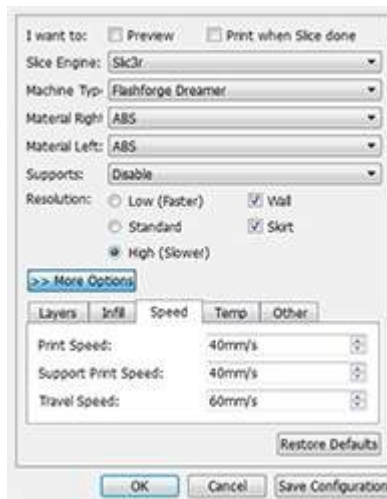 I want to: Preview Print when Slice done
Slice Engine: Slic3r
Machine Typ Flashforge Dreamer
Material Right ABS
Material Left: ABS
Supports: Disable
Resolution: Low (Faster) Wall
Standard Skirt
High (Slower)
>> More Options
Layers Infill Speed Temp Other
Print Speed: 40mm/s
Support Print Speed: 40mm/s
Travel Speed: 60mm/s
Restore Defaults
OK Cancel Save Configuration